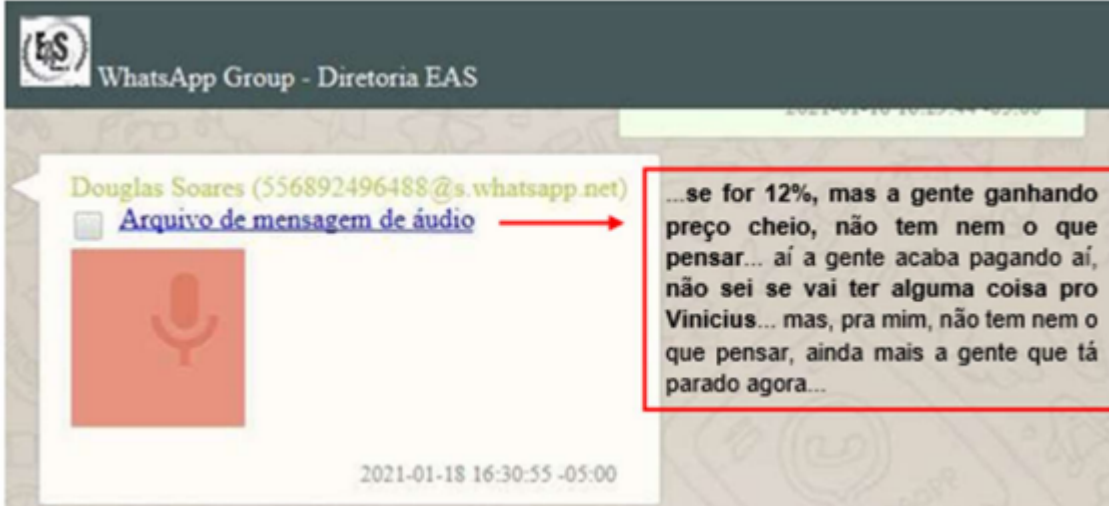 EAS
WhatsApp Group - Diretoria EAS
Douglas Soares (556892496488@s.whatsapp.net)
Arquivo de mensagem de áudio
...se for 12%, mas a gente ganhando
preço cheio, não tem nem o que
pensar... aí a gente acaba pagando aí,
não sei se vai ter alguma coisa pro
Vinicius... mas, pra mim, não tem nem o
que pensar, ainda mais a gente que tá
parado agora...
2021-01-18 16:30:55 -05:00